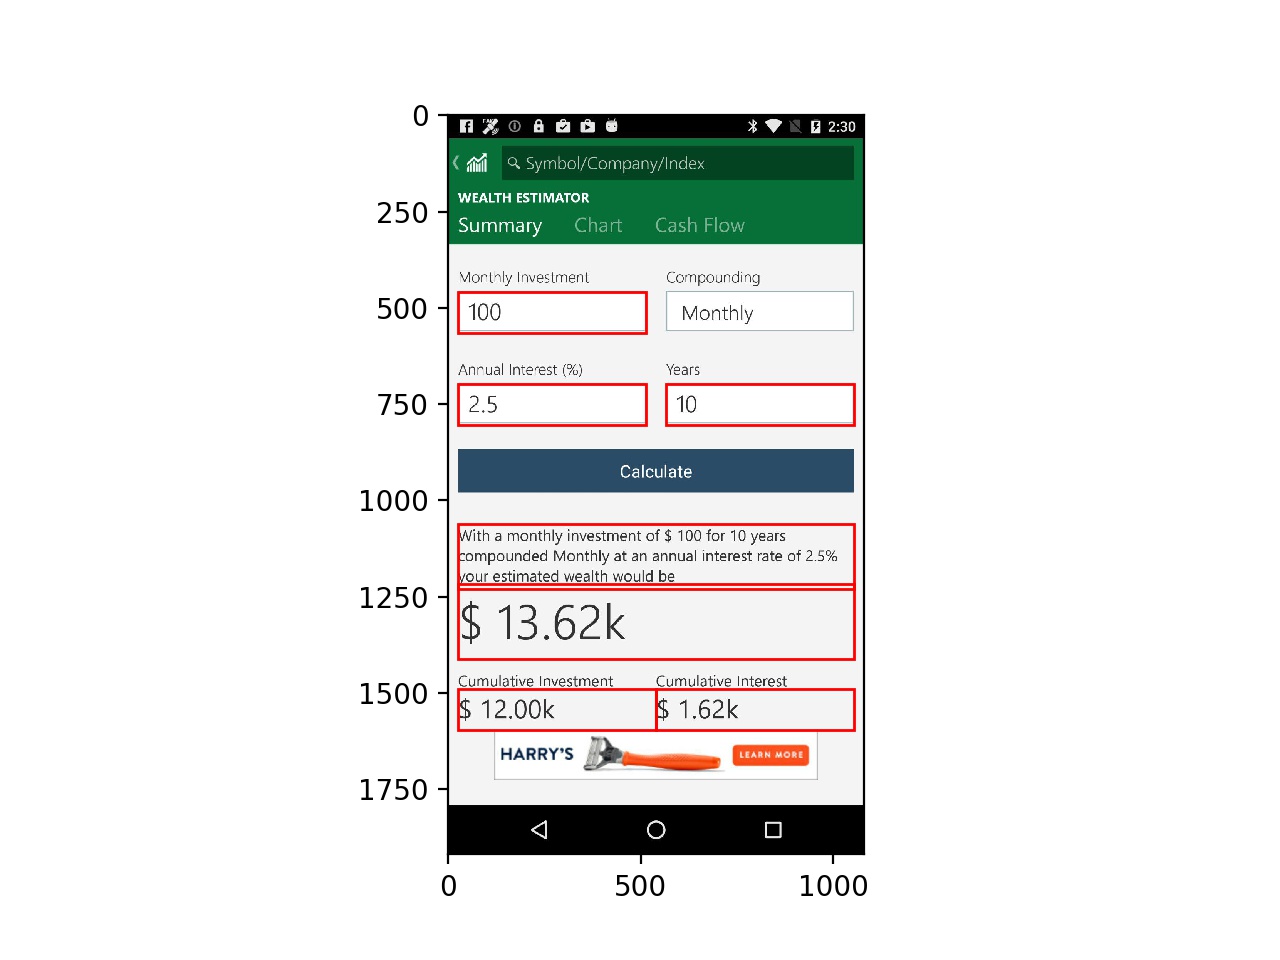 0
250
500
750
1000
1250
1500
1750
0
500
1000
2:30
Symbol/Company/Index
WEALTH ESTIMATOR
Summary Chart Cash Flow
Monthly Investment Compounding
100 Monthly
Annual Interest (%) Years
2.5 10
Calculate
With a monthly investment of $ 100 for 10 years
compounded Monthly at an annual interest rate of 2.5%
your estimated wealth would be
$ 13.62k
Cumulative Investment Cumulative Interest
$ 12.00k $ 1.62k
HARRY'S LEARN MORE